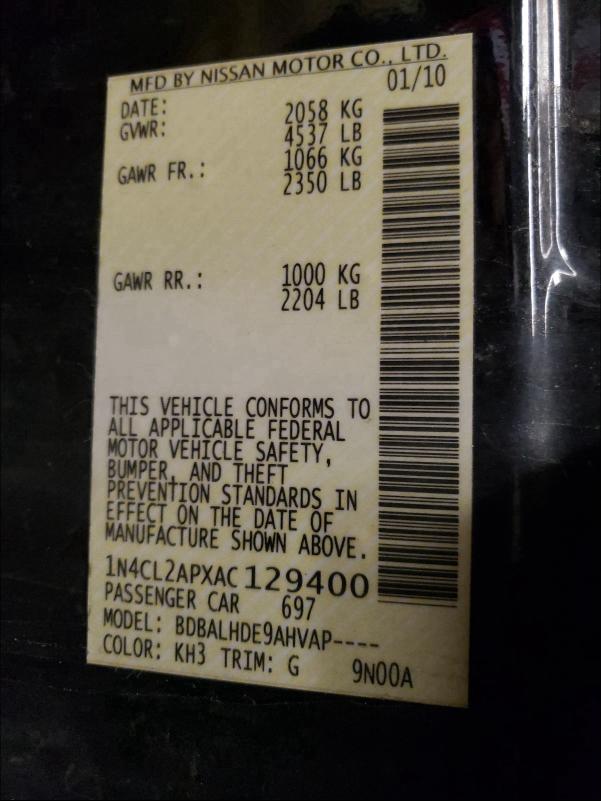 MFD BY NISSAN MOTOR CO., LTD.
DATE: 01/10
GVWR: 2058 KG
4537 LB
GAWR FR.: 1066 KG
2350 LB
GAWR RR.: 1000 KG
2204 LB
THIS VEHICLE CONFORMS TO
ALL APPLICABLE FEDERAL
MOTOR VEHICLE SAFETY,
BUMPER, AND THEFT
PREVENTION STANDARDS IN
EFFECT ON THE DATE OF
MANUFACTURE SHOWN ABOVE.
1N4CL2APXAC129400
PASSENGER CAR 697
MODEL: BDBALHDE9AHVAP----
COLOR: KH3 TRIM: G 9N00A